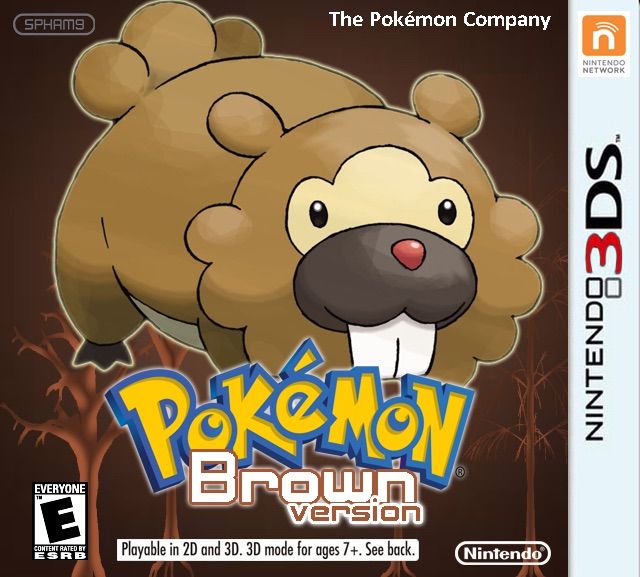 SPHAM9
The Pokémon Company
NINTENDO
NETWORK
NINTENDO 3DS™
POKéMON®
Brown
version
EVERYONE
E
CONTENT RATED BY
ESRB
Playable in 2D and 3D. 3D mode for ages 7+. See back.
Nintendo®